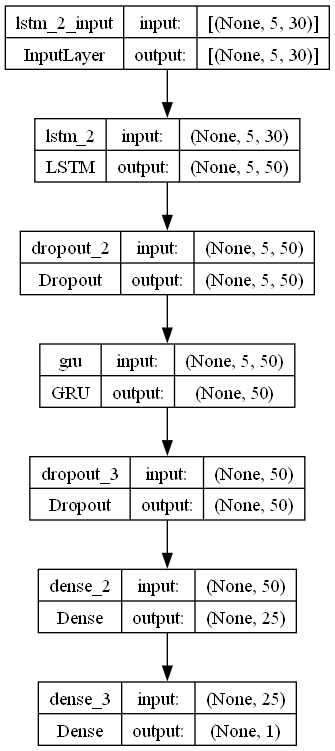 lstm_2_input input: [(None, 5, 30)]
InputLayer output: [(None, 5, 30)]
lstm_2 input: (None, 5, 30)
LSTM output: (None, 5, 50)
dropout_2 input: (None, 5, 50)
Dropout output: (None, 5, 50)
gru input: (None, 5, 50)
GRU output: (None, 50)
dropout_3 input: (None, 50)
Dropout output: (None, 50)
dense_2 input: (None, 50)
Dense output: (None, 25)
dense_3 input: (None, 25)
Dense output: (None, 1)